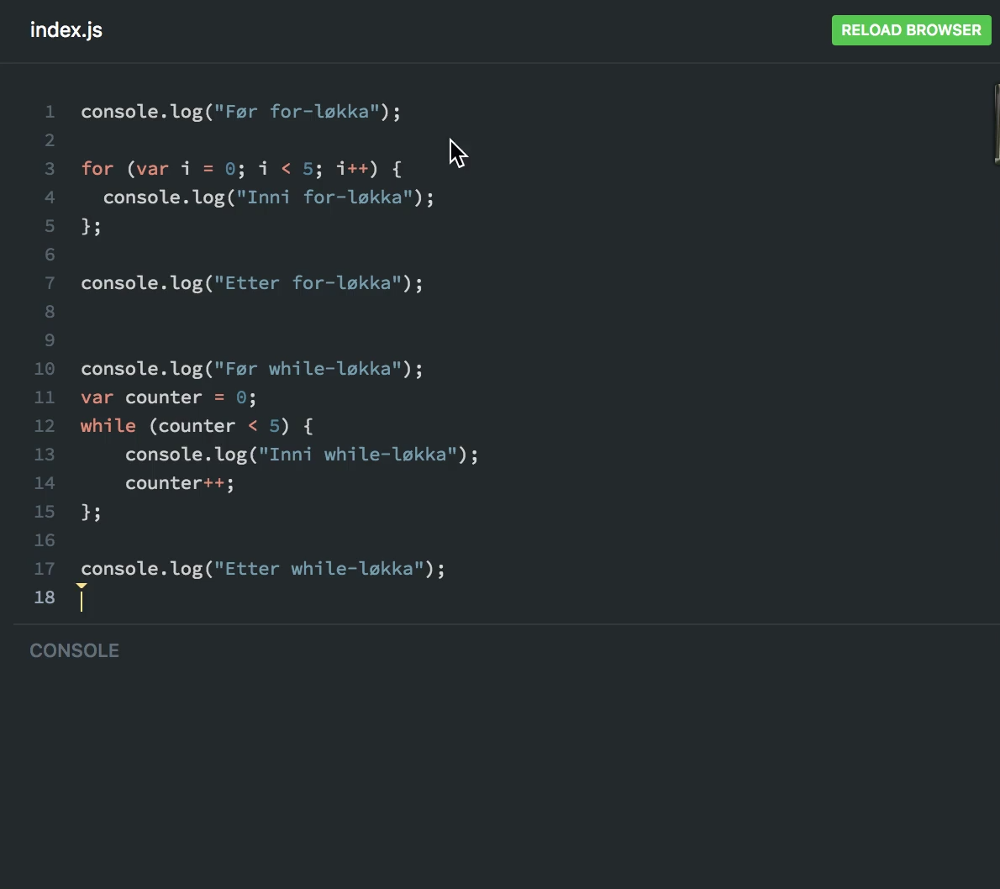 index.js
RELOAD BROWSER
1 console.log("Før for-løkka");
2
3 for (var i = 0; i < 5; i++) {
4   console.log("Inni for-løkka");
5 };
6
7 console.log("Etter for-løkka");
8
9
10 console.log("Før while-løkka");
11 var counter = 0;
12 while (counter < 5) {
13     console.log("Inni while-løkka");
14     counter++;
15 };
16
17 console.log("Etter while-løkka");
18
CONSOLE